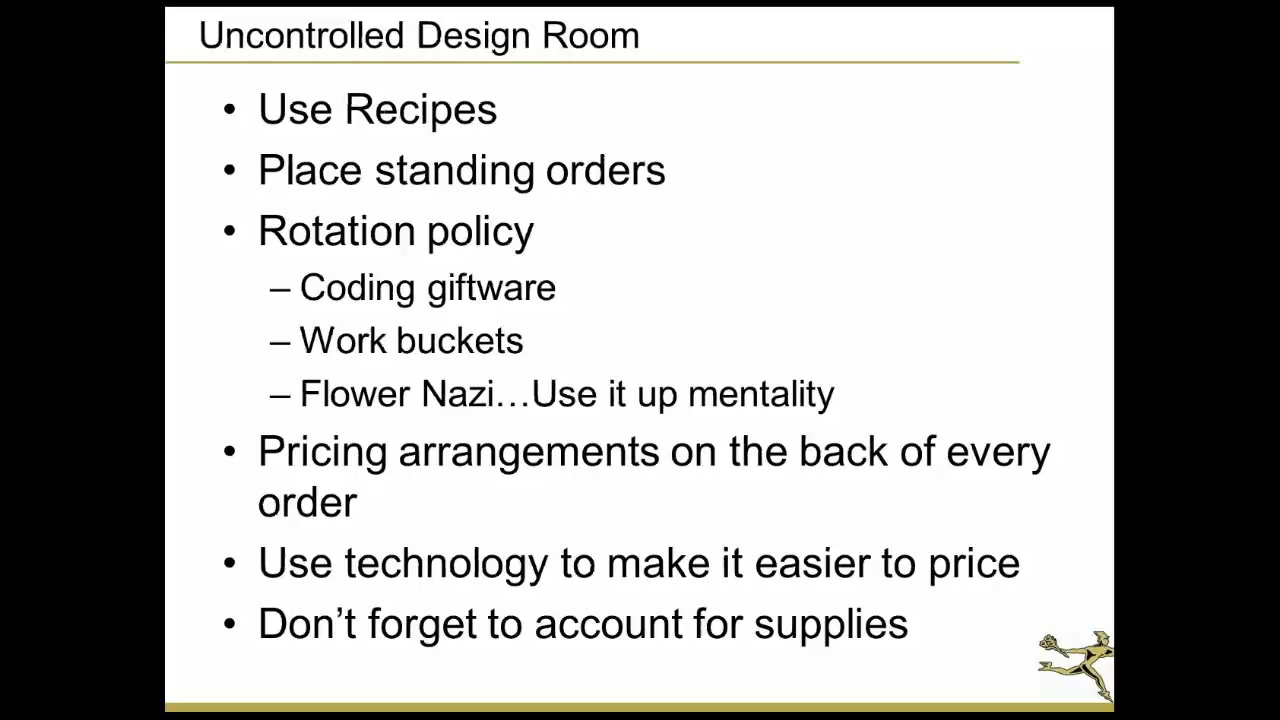 Uncontrolled Design Room
• Use Recipes
• Place standing orders
• Rotation policy
– Coding giftware
– Work buckets
– Flower Nazi…Use it up mentality
• Pricing arrangements on the back of every
order
• Use technology to make it easier to price
• Don’t forget to account for supplies